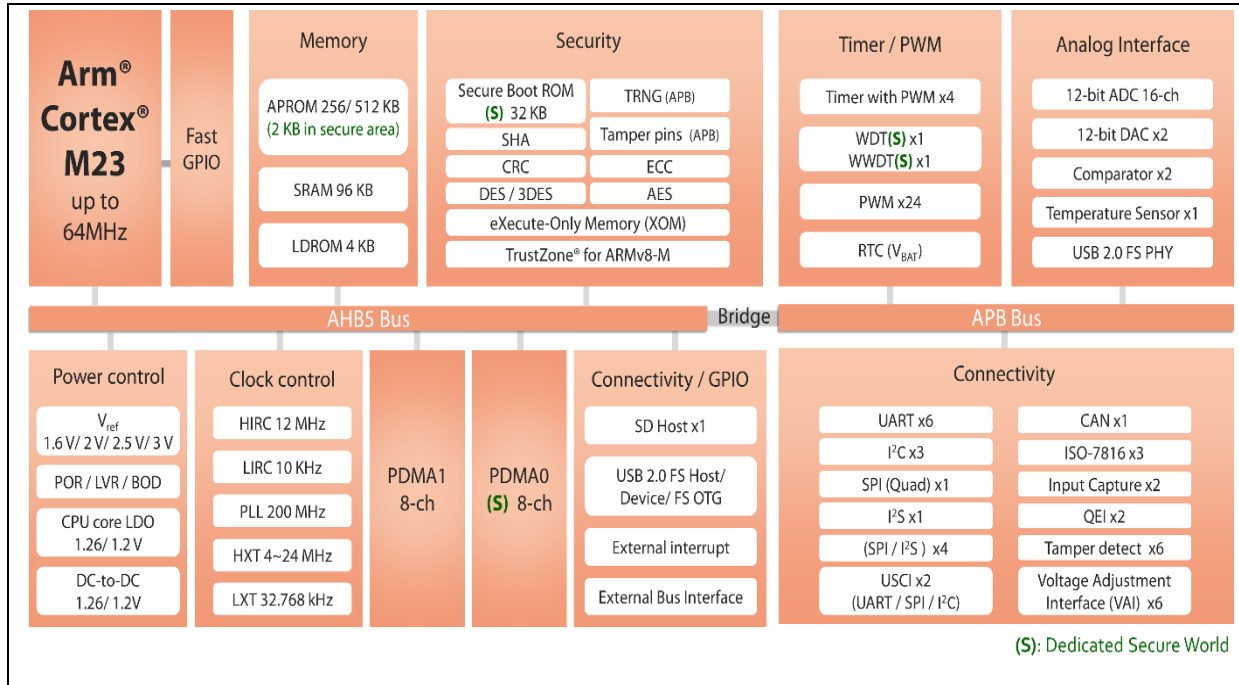 Arm®
Cortex®
M23
up to
64MHz
Fast
GPIO
Memory
APROM 256/ 512 KB
(2 KB in secure area)
SRAM 96 KB
LDROM 4 KB
Security
Secure Boot ROM
(S) 32 KB
SHA
CRC
DES / 3DES
TRNG (APB)
Tamper pins (APB)
ECC
AES
eXecute-Only Memory (XOM)
TrustZone® for ARMv8-M
Timer / PWM
Timer with PWM x4
WDT(S) x1
WWDT(S) x1
PWM x24
RTC (VBAT)
Analog Interface
12-bit ADC 16-ch
12-bit DAC x2
Comparator x2
Temperature Sensor x1
USB 2.0 FS PHY
AHB5 Bus
Bridge
APB Bus
Power control
Vref
1.6 V/ 2 V/ 2.5 V/ 3 V
POR / LVR / BOD
CPU core LDO
1.26/ 1.2 V
DC-to-DC
1.26/ 1.2V
Clock control
HIRC 12 MHz
LIRC 10 KHz
PLL 200 MHz
HXT 4~24 MHz
LXT 32.768 kHz
PDMA1
8-ch
PDMA0
(S) 8-ch
Connectivity / GPIO
SD Host x1
USB 2.0 FS Host/
Device/ FS OTG
External interrupt
External Bus Interface
Connectivity
UART x6
I²C x3
SPI (Quad) x1
I²S x1
(SPI / I²S ) x4
USCI x2
(UART / SPI / I²C)
CAN x1
ISO-7816 x3
Input Capture x2
QEI x2
Tamper detect x6
Voltage Adjustment
Interface (VAI) x6
(S): Dedicated Secure World